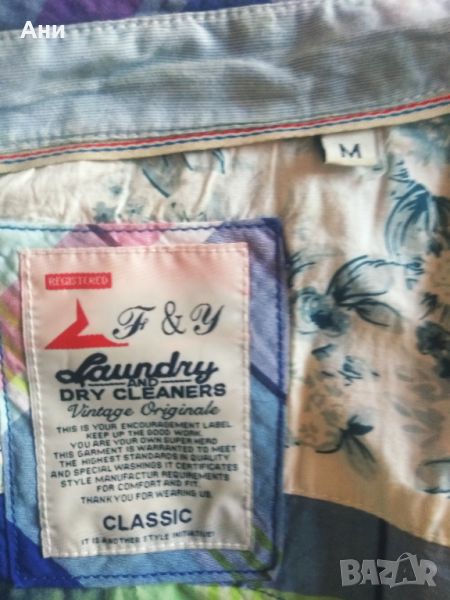 Ани
M
REGISTERED
F & Y
Laundry
AND
DRY CLEANERS
Vintage Originale
THIS IS YOUR ENCOURAGEMENT LABEL
KEEP UP THE GOOD WORK
YOU ARE YOUR OWN SUPER HERO
THIS GARMENT IS WARRANTED TO MEET
THE HIGHEST STANDARDS IN QUALITY
AND SPECIAL WASHINGS IT CERTIFICATES
STYLE MANUFACTUR REQUIREMENTS
FOR COMFORT AND FIT.
THANK YOU FOR WEARING US.
CLASSIC
IT IS ANOTHER STYLE INITIATIVE!
BAZAR